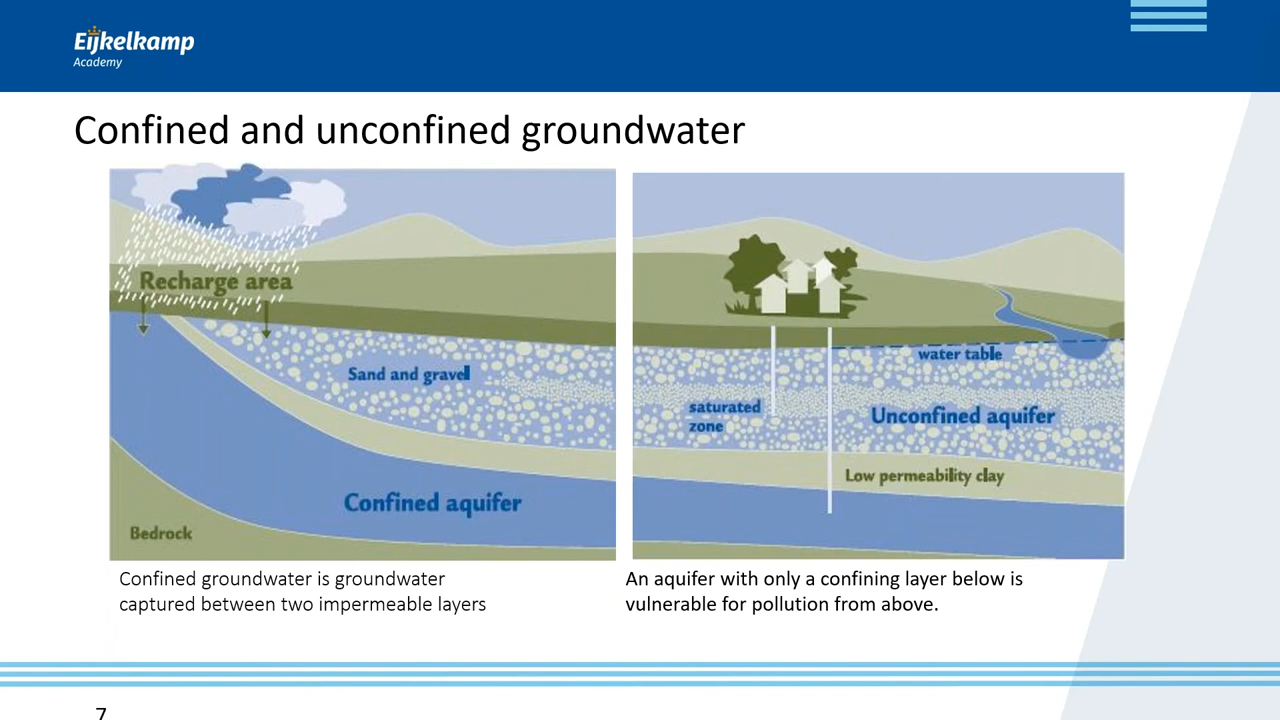 Eijkelkamp
Academy
Confined and unconfined groundwater
Recharge area
Sand and gravel
Confined aquifer
Bedrock
water table
saturated
zone
Unconfined aquifer
Low permeability clay
Confined groundwater is groundwater
captured between two impermeable layers
An aquifer with only a confining layer below is
vulnerable for pollution from above.
7